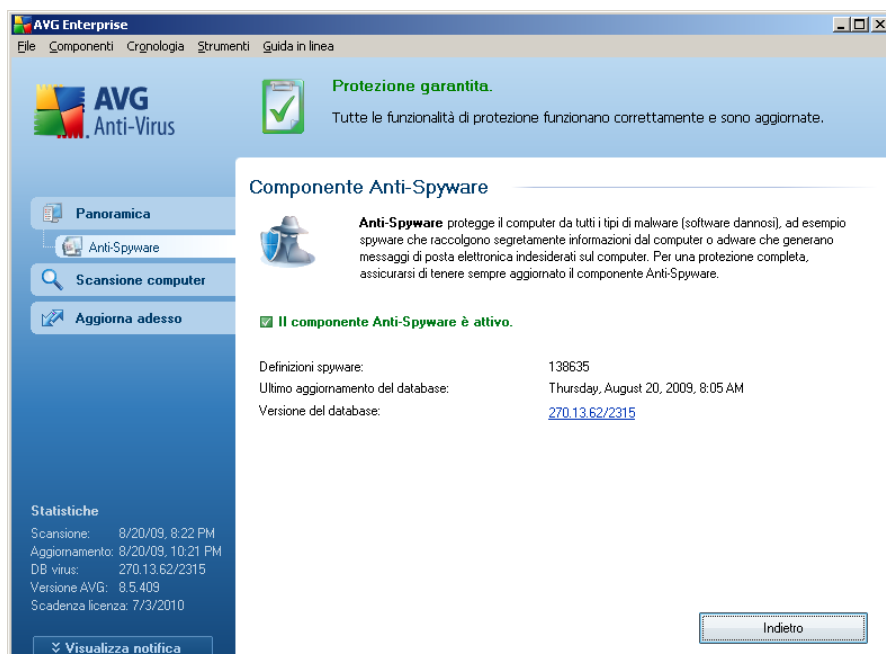 AVG Enterprise
File Componenti Cronologia Strumenti Guida in linea
AVG
Anti-Virus
Protezione garantita.
Tutte le funzionalità di protezione funzionano correttamente e sono aggiornate.
Panoramica
Anti-Spyware
Scansione computer
Aggiorna adesso
Componente Anti-Spyware
Anti-Spyware protegge il computer da tutti i tipi di malware (software dannosi), ad esempio
spyware che raccolgono segretamente informazioni dal computer o adware che generano
messaggi di posta elettronica indesiderati sul computer. Per una protezione completa,
assicurarsi di tenere sempre aggiornato il componente Anti-Spyware.
Il componente Anti-Spyware è attivo.
Definizioni spyware: 138635
Ultimo aggiornamento del database: Thursday, August 20, 2009, 8:05 AM
Versione del database: 270.13.62/2315
Statistiche
Scansione: 8/20/09, 8:22 PM
Aggiornamento: 8/20/09, 10:21 PM
DB virus: 270.13.62/2315
Versione AVG: 8.5.409
Scadenza licenza: 7/3/2010
Visualizza notifica
Indietro